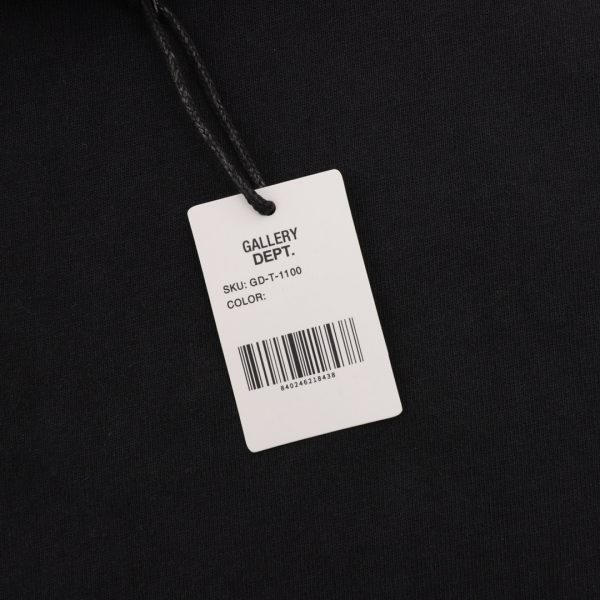 GALLERY
DEPT.
SKU: GD-T-1100
COLOR:
840246218438